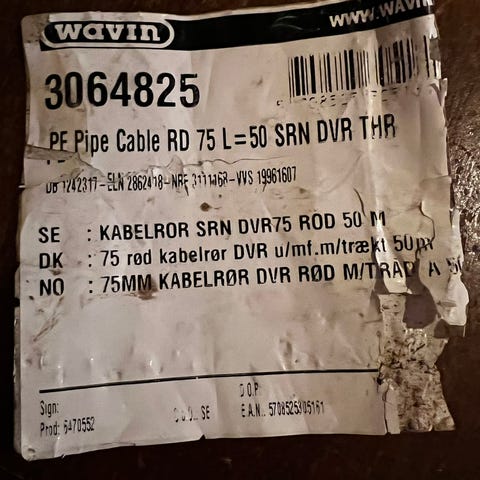 wavin
www.wavin
3064825
PE Pipe Cable RD 75 L=50 SRN DVR THR
DB 1242317-ELN 2862418-NRF 3111168-VVS 19961607
SE : KABELROR SRN DVR75 ROD 50 M
DK : 75 rød kabelrør DVR u/mf.m/trækt 50m
NO : 75MM KABELRØR DVR RØD M/TRÅD A 50
D.O.P.
Sign: SE E.A.N.: 5708525305161
Prod: 6470552